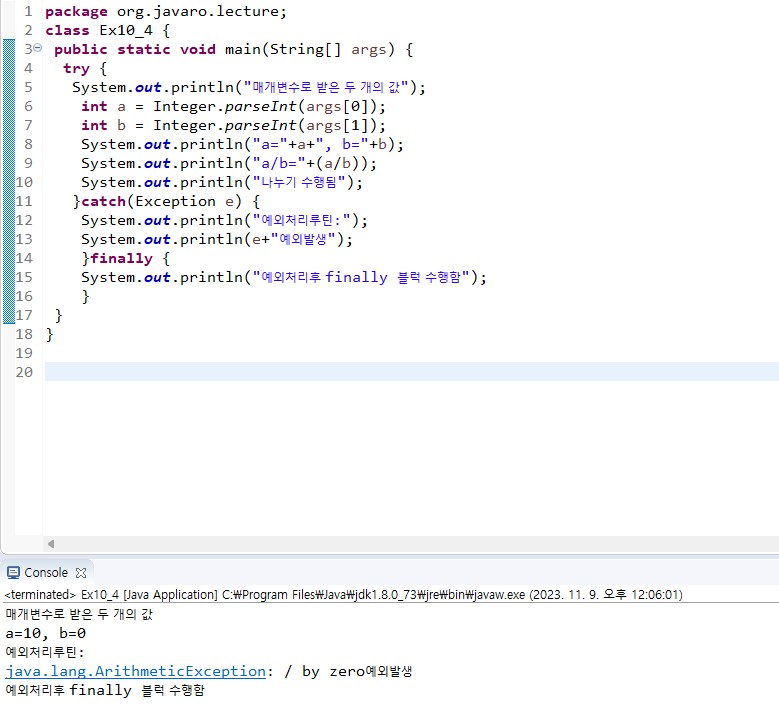 1 package org.javaro.lecture;
2 class Ex10_4 {
3 public static void main(String[] args) {
4 try {
5 System.out.println("매개변수로 받은 두 개의 값");
6 int a = Integer.parseInt(args[0]);
7 int b = Integer.parseInt(args[1]);
8 System.out.println("a="+a+", b="+b);
9 System.out.println("a/b="+(a/b));
10 System.out.println("나누기 수행됨");
11 }catch(Exception e) {
12 System.out.println("예외처리루틴:");
13 System.out.println(e+"예외발생");
14 }finally {
15 System.out.println("예외처리후 finally 블럭 수행함");
16 }
17 }
18 }
19
20
Console
<terminated> Ex10_4 [Java Application] C:₩Program Files₩Java₩jdk1.8.0_73₩jre₩bin₩javaw.exe (2023. 11. 9. 오후 12:06:01)
매개변수로 받은 두 개의 값
a=10, b=0
예외처리루틴:
java.lang.ArithmeticException: / by zero예외발생
예외처리후 finally 블럭 수행함